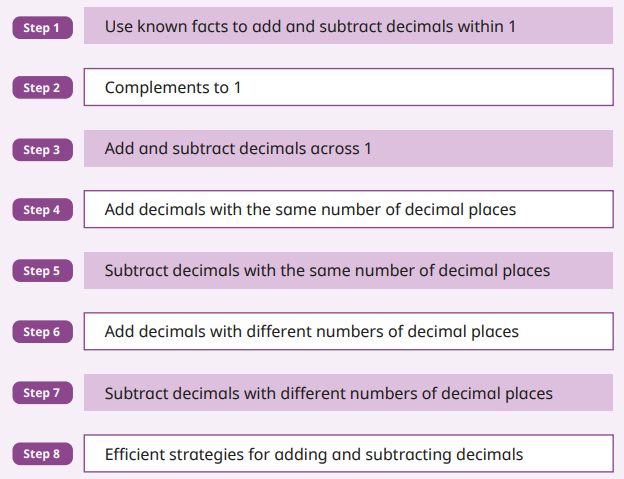 Step 1 Use known facts to add and subtract decimals within 1
Step 2 Complements to 1
Step 3 Add and subtract decimals across 1
Step 4 Add decimals with the same number of decimal places
Step 5 Subtract decimals with the same number of decimal places
Step 6 Add decimals with different numbers of decimal places
Step 7 Subtract decimals with different numbers of decimal places
Step 8 Efficient strategies for adding and subtracting decimals